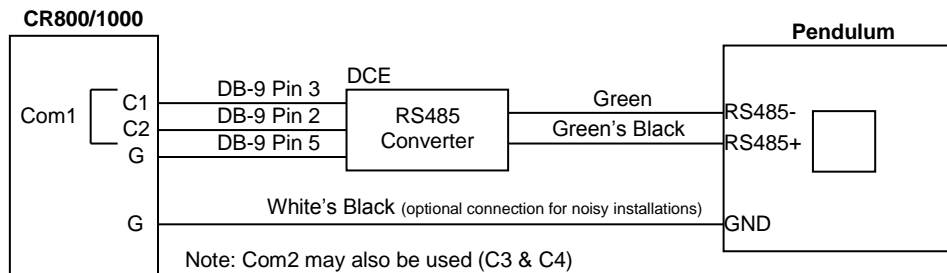 CR800/1000
Pendulum
DCE
Com1
C1
DB-9 Pin 3
C2
DB-9 Pin 2
G
DB-9 Pin 5
RS485
Converter
Green
Green's Black
RS485-
RS485+
G
White's Black (optional connection for noisy installations)
GND
Note: Com2 may also be used (C3 & C4)